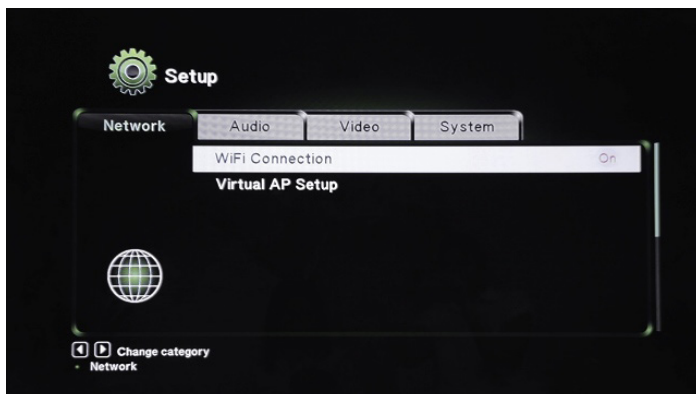 Setup
Network Audio Video System
WiFi Connection On
Virtual AP Setup
Change category
Network